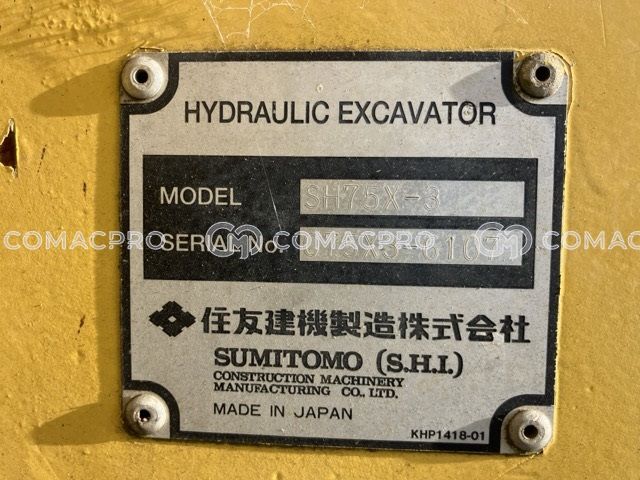 HYDRAULIC EXCAVATOR
MODEL SH75X-3
SERIAL No.
COMACPRO COMACPRO COMACPRO
住友建機製造株式会社
SUMITOMO (S.H.I.)
CONSTRUCTION MACHINERY
MANUFACTURING CO., LTD.
MADE IN JAPAN
KHP1418-01